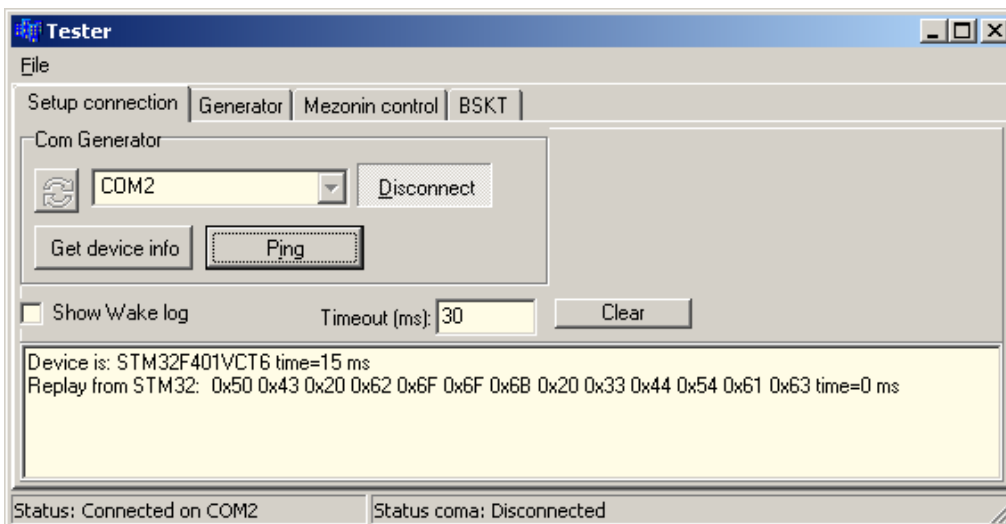 Tester
File
Setup connection Generator Mezonin control BSKT
Com Generator
COM2 Disconnect
Get device info Ping
Show Wake log Timeout (ms): 30 Clear
Device is: STM32F401VCT6 time=15 ms
Replay from STM32: 0x50 0x43 0x20 0x62 0x6F 0x6F 0x6B 0x20 0x33 0x44 0x54 0x61 0x63 time=0 ms
Status: Connected on COM2 Status coma: Disconnected